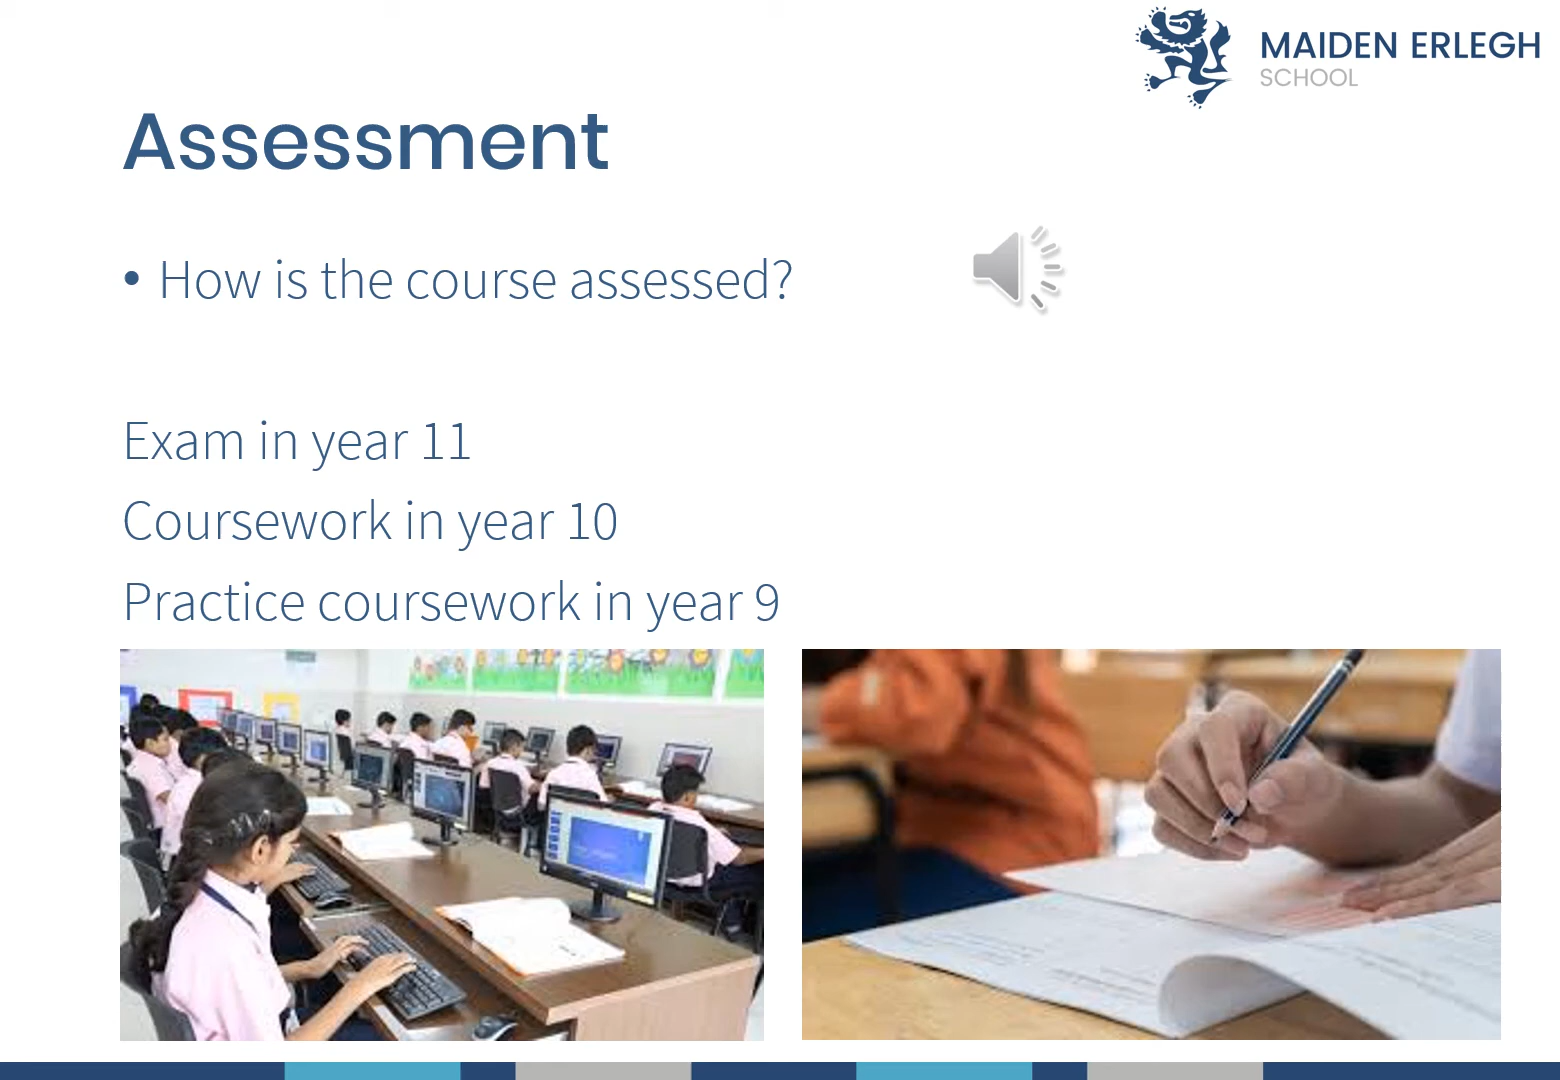 MAIDEN ERLEGH
SCHOOL
Assessment
• How is the course assessed?
Exam in year 11
Coursework in year 10
Practice coursework in year 9